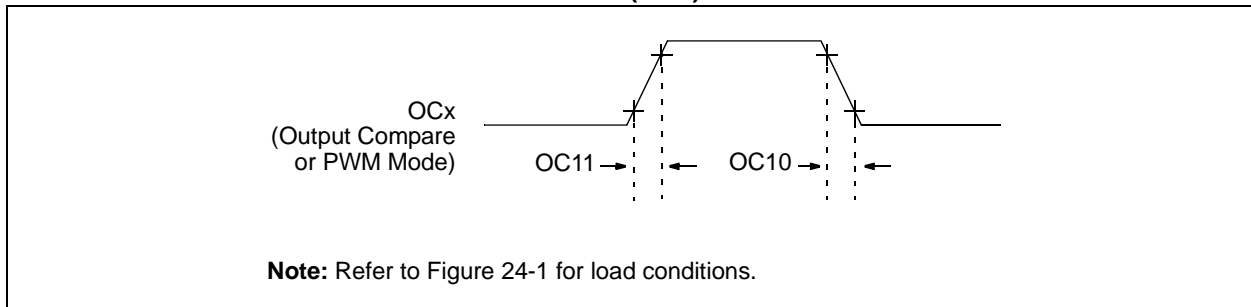 OCx
(Output Compare
or PWM Mode)
OC11
OC10
Note: Refer to Figure 24-1 for load conditions.